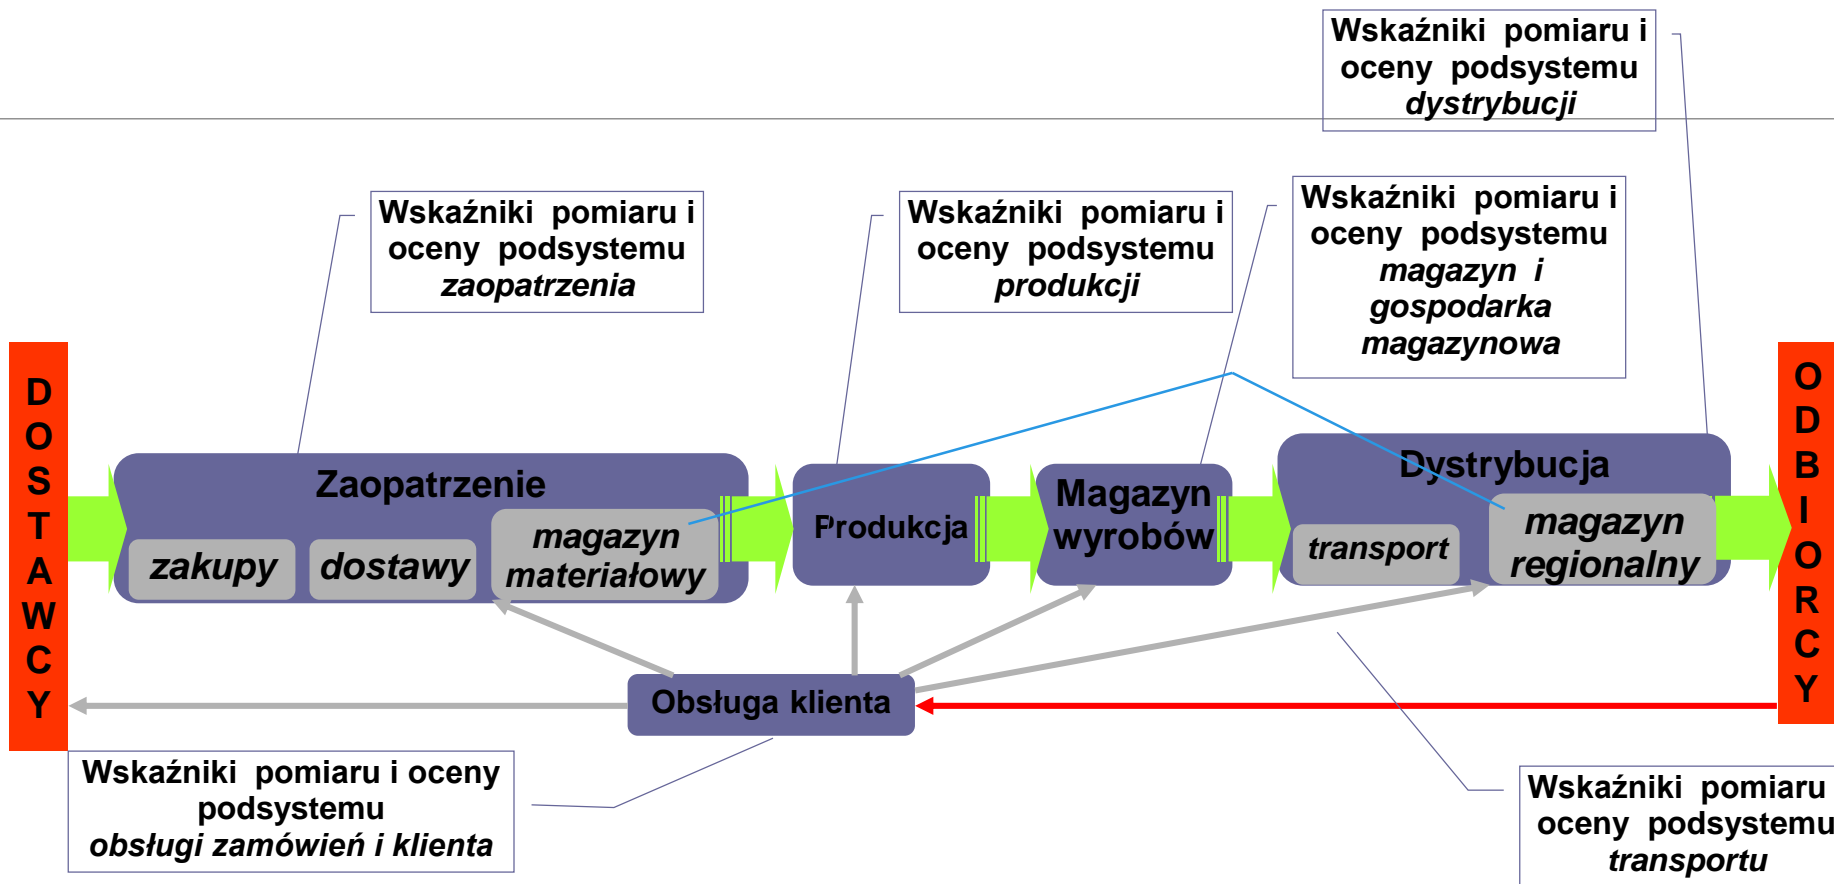 Wskaźniki pomiaru i
oceny podsystemu
dystrybucji
Wskaźniki pomiaru i
oceny podsystemu
zaopatrzenia
Wskaźniki pomiaru i
oceny podsystemu
produkcji
Wskaźniki pomiaru i
oceny podsystemu
magazyn i
gospodarka
magazynowa
DOSTAWCY
Zaopatrzenie
zakupy
dostawy
magazyn
materiałowy
Produkcja
Magazyn
wyrobów
Dystrybucja
transport
magazyn
regionalny
ODBIORCY
Obsługa klienta
Wskaźniki pomiaru i oceny
podsystemu
obsługi zamówień i klienta
Wskaźniki pomiaru
oceny podsystemu
transportu